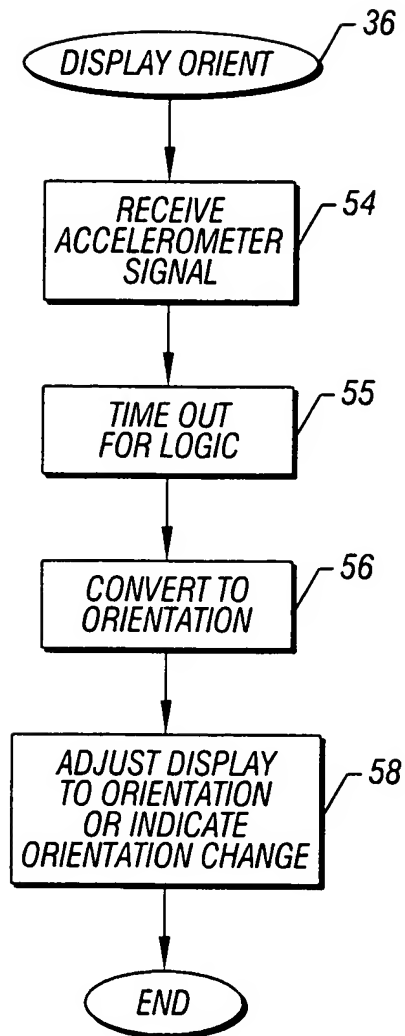 DISPLAY ORIENT
36
RECEIVE
ACCELEROMETER
SIGNAL
54
TIME OUT
FOR LOGIC
55
CONVERT TO
ORIENTATION
56
ADJUST DISPLAY
TO ORIENTATION
OR INDICATE
ORIENTATION CHANGE
58
END